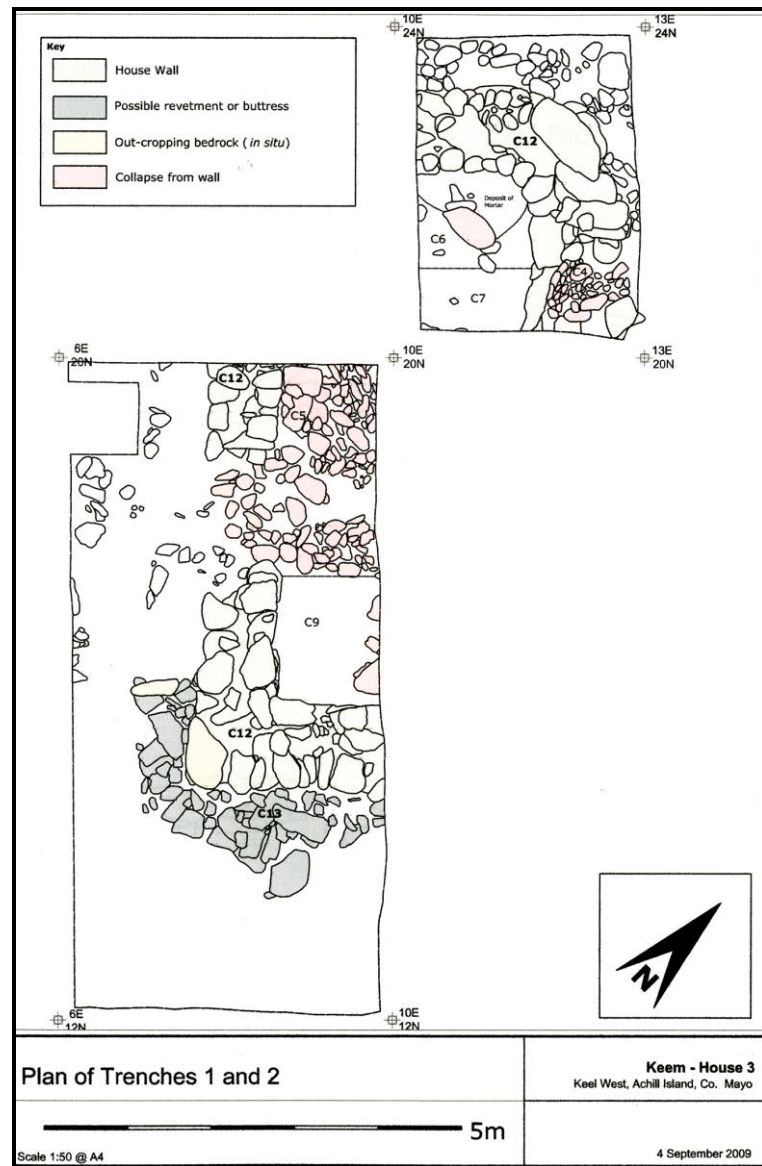 10E
24N
13E
24N
Key
House Wall
Possible revetment or buttress
Out-cropping bedrock (in situ)
Collapse from wall
C12
Deposit of
Mortar
C6
C4
C7
6E
20N
10E
20N
13E
20N
C12
C5
C9
C12
C13
N
6E
12N
10E
12N
Plan of Trenches 1 and 2
Keem - House 3
Keel West, Achill Island, Co. Mayo
5m
Scale 1:50 @ A4
4 September 2009